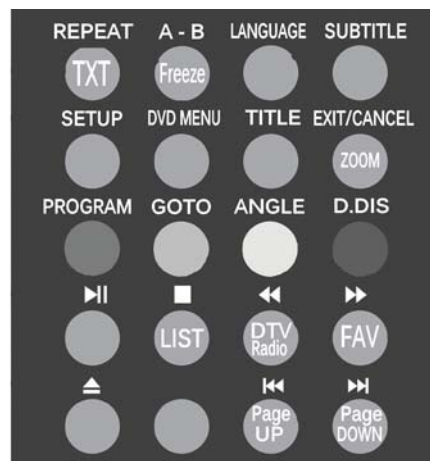 REPEAT A - B LANGUAGE SUBTITLE
TXT Freeze
SETUP DVD MENU TITLE EXIT/CANCEL
ZOOM
PROGRAM GOTO ANGLE D.DIS
LIST DTV Radio FAV
Page UP Page DOWN